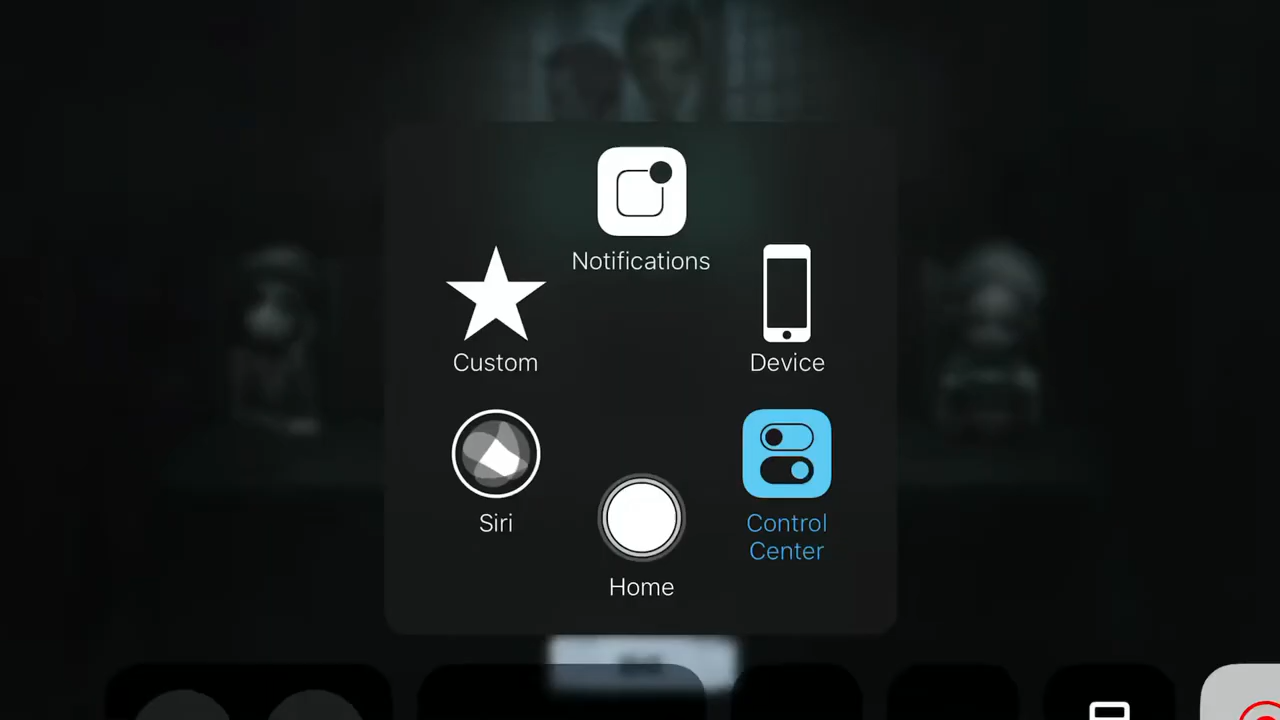 Notifications
Custom
Device
Siri
Control
Center
Home